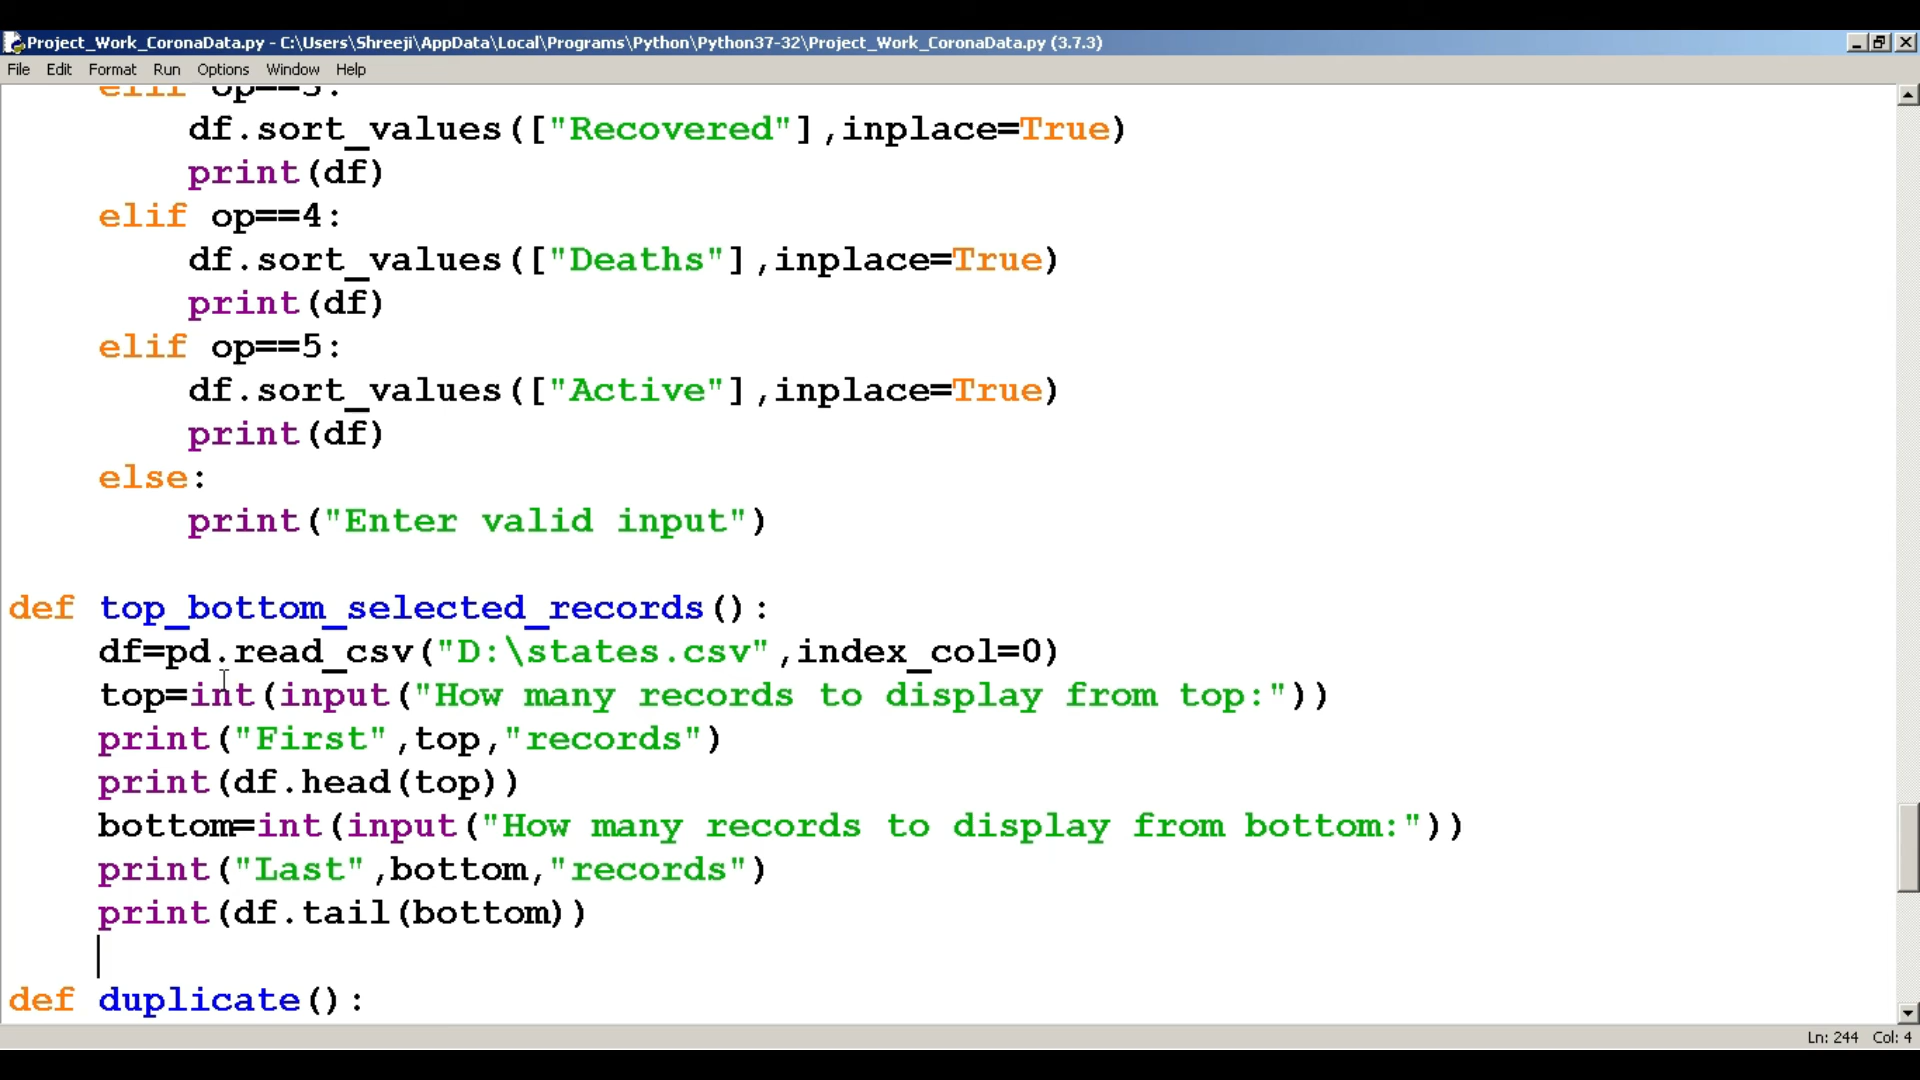 Project_Work_CoronaData.py - C:\Users\Shreeji\AppData\Local\Programs\Python\Python37-32\Project_Work_CoronaData.py (3.7.3)
File Edit Format Run Options Window Help
elif op==3:
df.sort_values(["Recovered"],inplace=True)
print(df)
elif op==4:
df.sort_values(["Deaths"],inplace=True)
print(df)
elif op==5:
df.sort_values(["Active"],inplace=True)
print(df)
else:
print("Enter valid input")
def top_bottom_selected_records():
df=pd.read_csv("D:\states.csv",index_col=0)
top=int(input("How many records to display from top:"))
print("First",top,"records")
print(df.head(top))
bottom=int(input("How many records to display from bottom:"))
print("Last",bottom,"records")
print(df.tail(bottom))
def duplicate():
Ln: 244 Col: 4